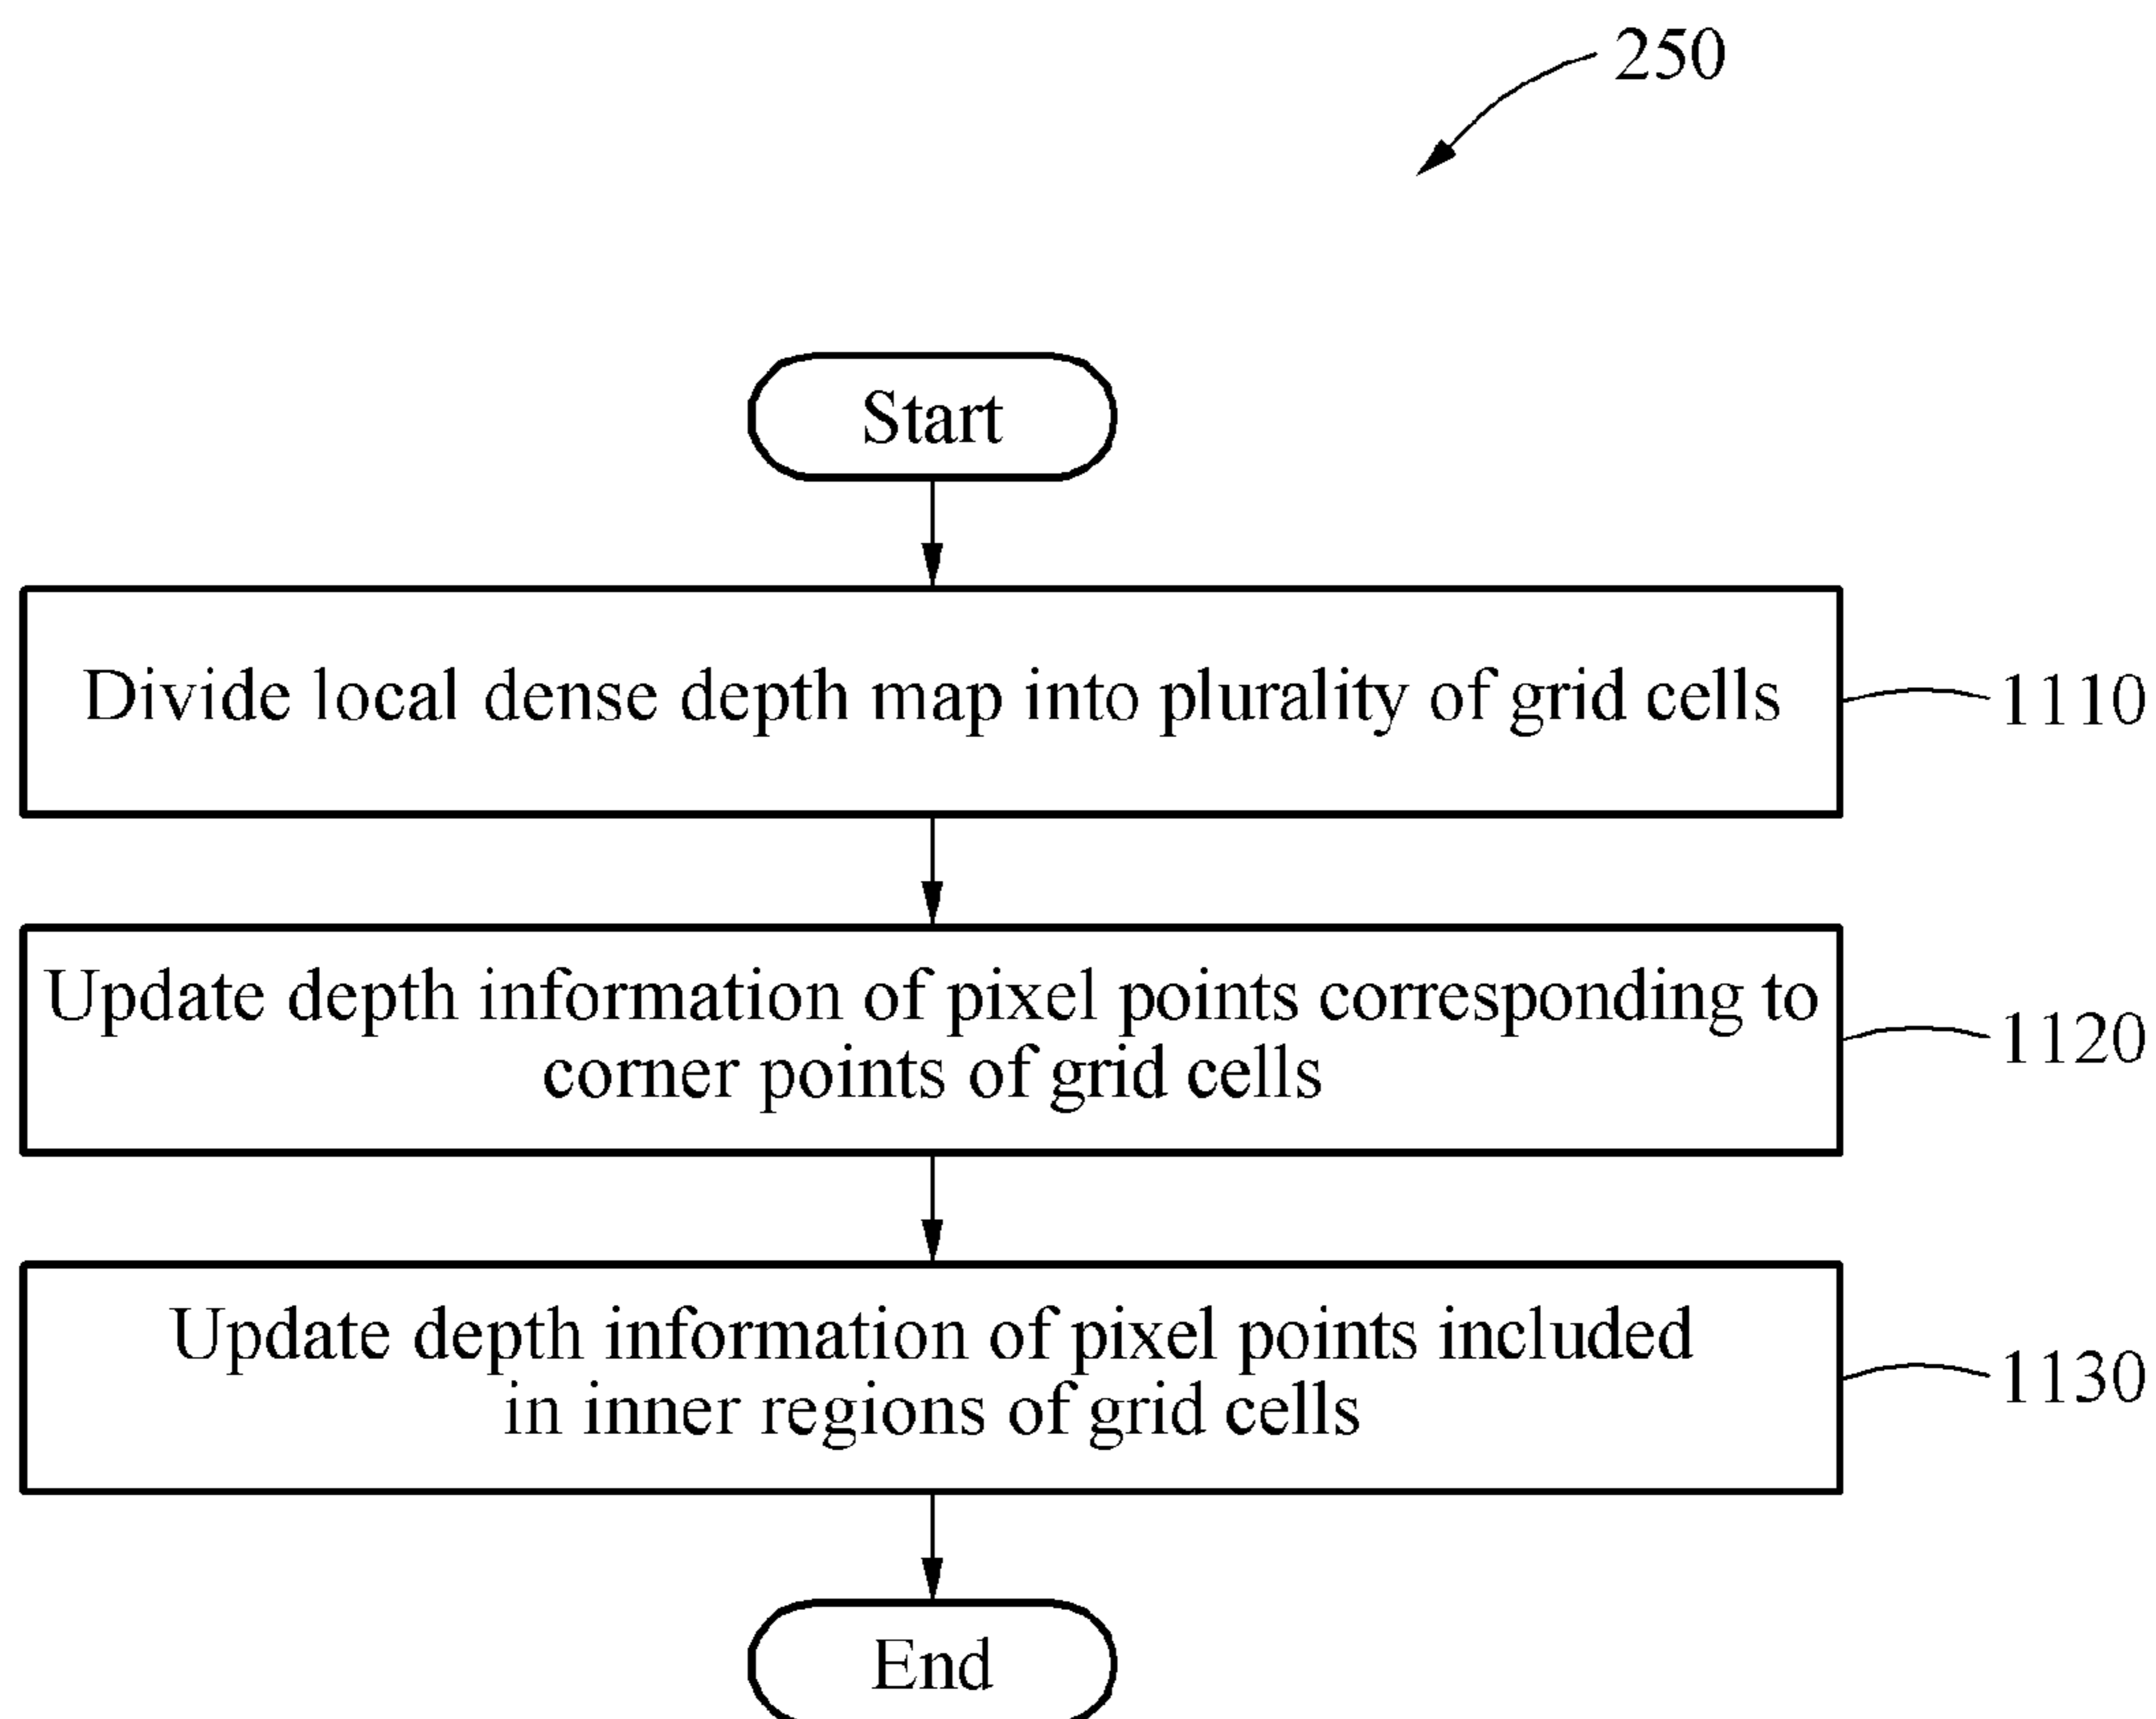 250
Start
Divide local dense depth map into plurality of grid cells
1110
Update depth information of pixel points corresponding to
corner points of grid cells
1120
Update depth information of pixel points included
in inner regions of grid cells
1130
End